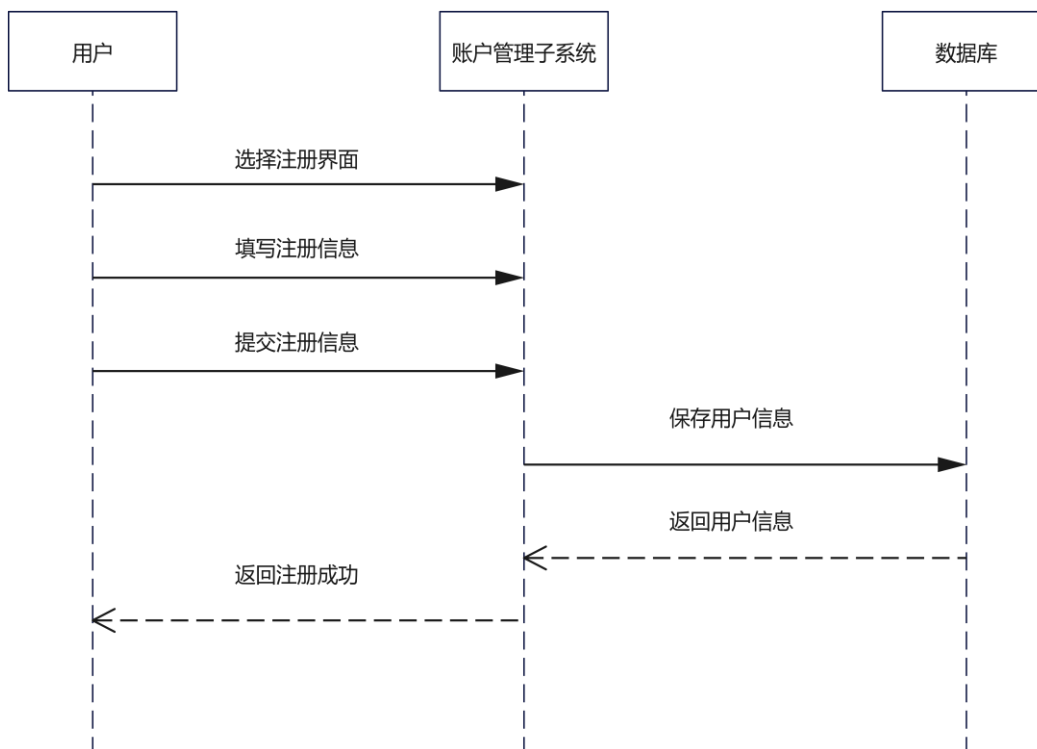 用户
账户管理子系统
数据库
选择注册界面
填写注册信息
提交注册信息
保存用户信息
返回用户信息
返回注册成功